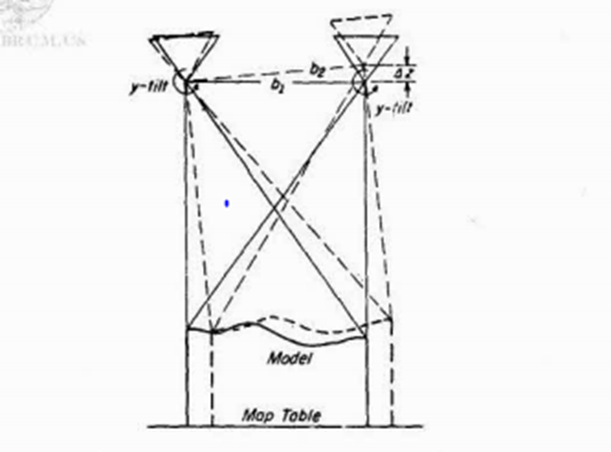 b₂
ΔZ
y-tilt
b₁
y-tilt
Model
Map Table